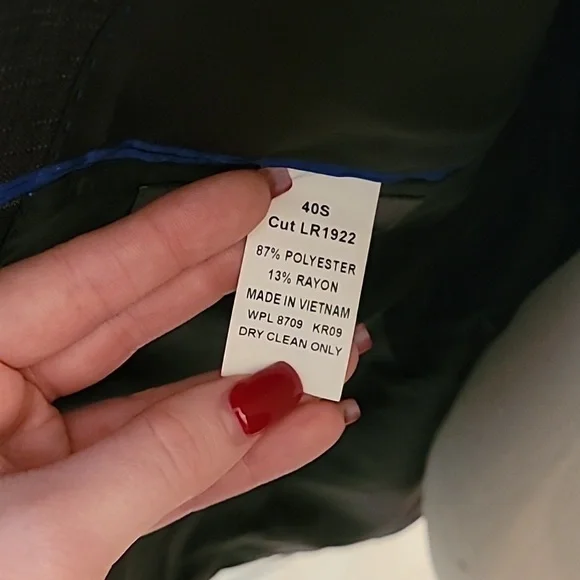 40S
Cut LR1922
87% POLYESTER
13% RAYON
MADE IN VIETNAM
WPL 8709 KR09
DRY CLEAN ONLY